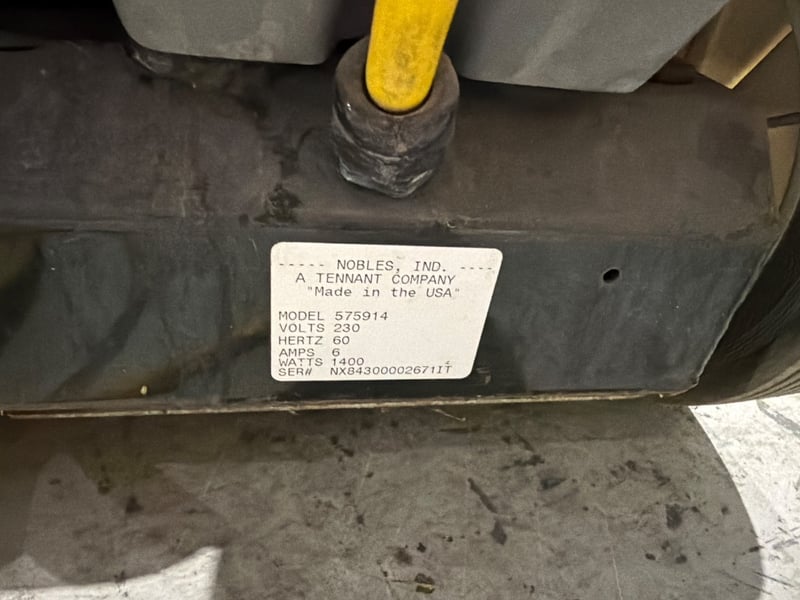 ----- NOBLES, IND. ----
A TENNANT COMPANY
"Made in the USA"
MODEL 575914
VOLTS 230
HERTZ 60
AMPS 6
WATTS 1400
SER# NX84300002671IT